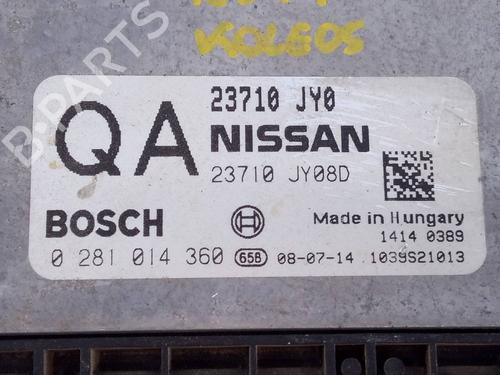 KOLEOS
B-PARTS
23710 JY0
QA
NISSAN
23710 JY08D
BOSCH
Made in Hungary
1414 0389
0 281 014 360 656 08-07-14 1039S21013